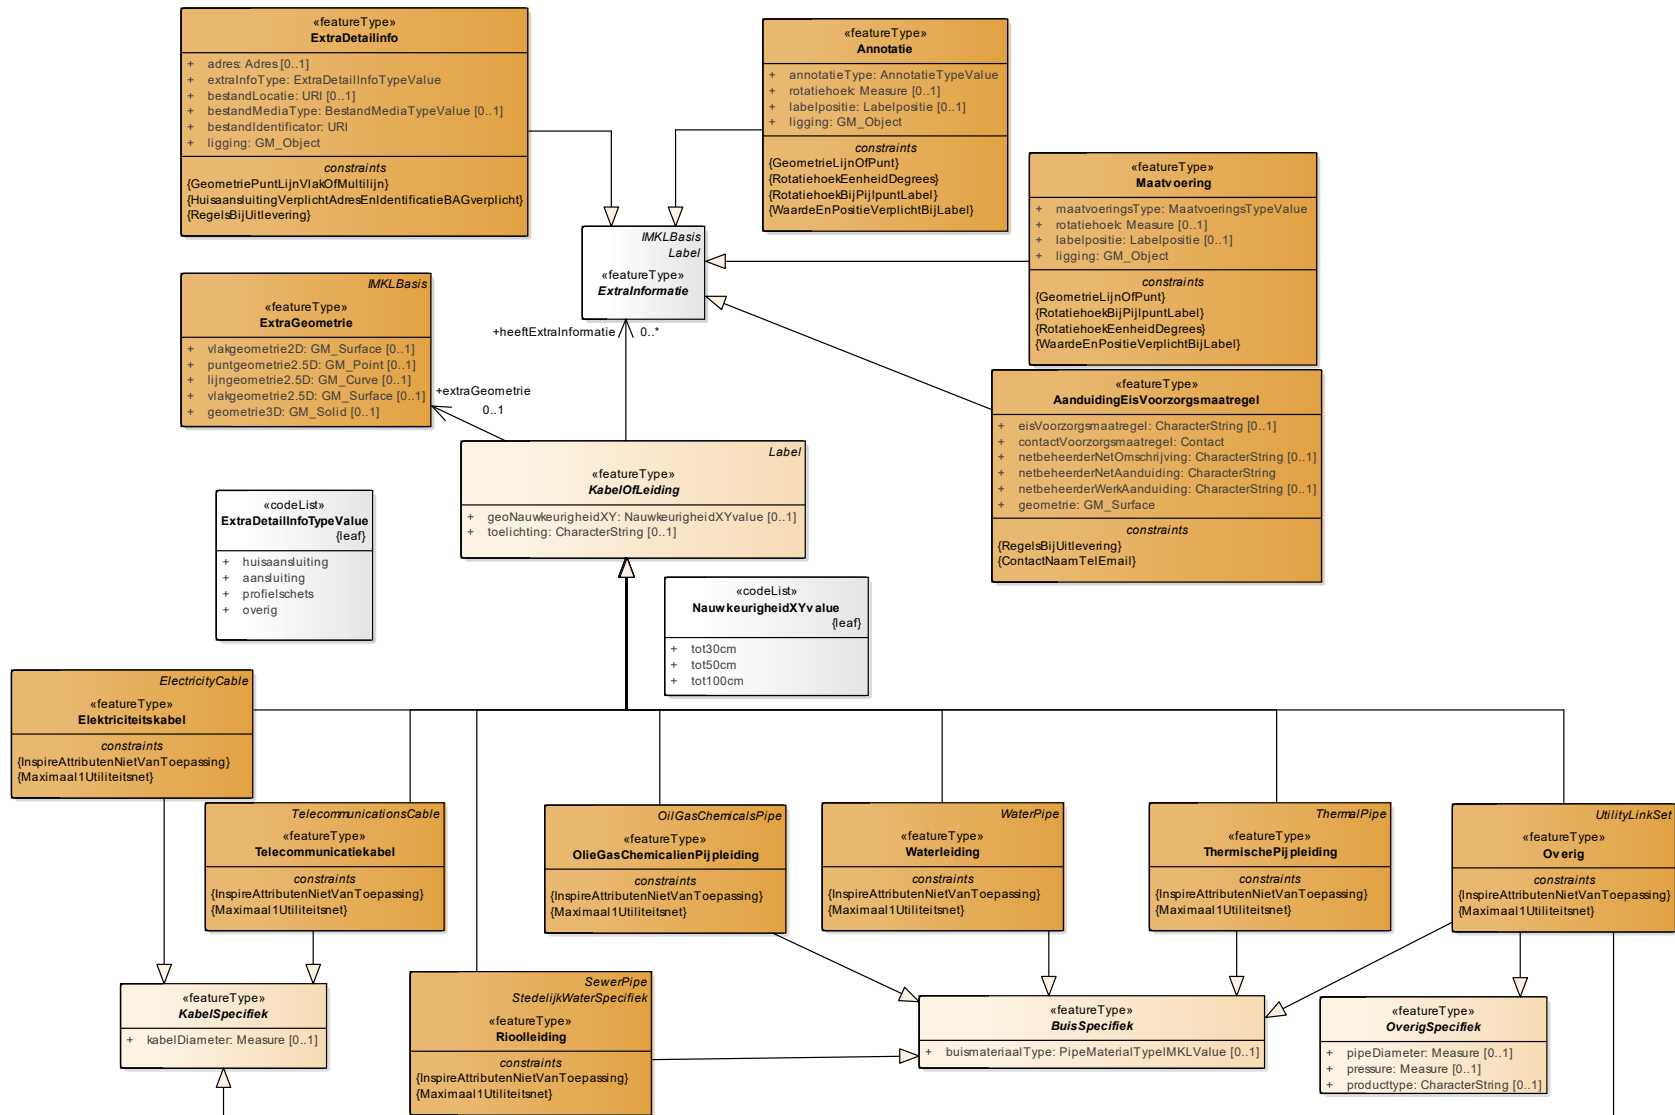 «featureType»
ExtraDetailinfo
+ adres: Adres [0..1]
+ extraInfoType: ExtraDetailInfoTypeValue
+ bestandLocatie: URI [0..1]
+ bestandMediaType: BestandMediaTypeValue [0..1]
+ bestandIdentificator: URI
+ ligging: GM_Object
constraints
{GeometriePuntLijnVlakOfMultilijn}
{HuisaansluitingVerplichtAdresEnIdentificatieBAGverplicht}
{RegelsBijUitlevering}
«featureType»
Annotatie
+ annotatieType: AnnotatieTypeValue
+ rotatiehoek: Measure [0..1]
+ labelpositie: Labelpositie [0..1]
+ ligging: GM_Object
constraints
{GeometrieLijnOfPunt}
{RotatiehoekEenheidDegrees}
{RotatiehoekBijPijlpuntLabel}
{WaardeEnPositieVerplichtBijLabel}
«featureType»
Maatvoering
+ maatvoeringsType: MaatvoeringsTypeValue
+ rotatiehoek: Measure [0..1]
+ labelpositie: Labelpositie [0..1]
+ ligging: GM_Object
constraints
{GeometrieLijnOfPunt}
{RotatiehoekBijPijlpuntLabel}
{RotatiehoekEenheidDegrees}
{WaardeEnPositieVerplichtBijLabel}
IMKLBasis
Label
«featureType»
ExtraInformatie
IMKLBasis
«featureType»
ExtraGeometrie
+ vlakgeometrie2D: GM_Surface [0..1]
+ puntgeometrie2.5D: GM_Point [0..1]
+ lijngeometrie2.5D: GM_Curve [0..1]
+ vlakgeometrie2.5D: GM_Surface [0..1]
+ geometrie3D: GM_Solid [0..1]
+heeftExtraInformatie 0..*
+extraGeometrie
0..1
«featureType»
AanduidingEisVoorzorgsmaatregel
+ eisVoorzorgsmaatregel: CharacterString [0..1]
+ contactVoorzorgsmaatregel: Contact
+ netbeheerderNetOmschrijving: CharacterString [0..1]
+ netbeheerderNetAanduiding: CharacterString
+ netbeheerderWerkAanduiding: CharacterString [0..1]
+ geometrie: GM_Surface
constraints
{RegelsBijUitlevering}
{ContactNaamTelEmail}
Label
«featureType»
KabelOfLeiding
+ geoNauwkeurigheidXY: NauwkeurigheidXYvalue [0..1]
+ toelichting: CharacterString [0..1]
«codeList»
ExtraDetailInfoTypeValue
{leaf}
+ huisaansluiting
+ aansluiting
+ profielschets
+ overig
«codeList»
NauwkeurigheidXYvalue
{leaf}
+ tot30cm
+ tot50cm
+ tot100cm
ElectricityCable
«featureType»
Elektriciteitskabel
constraints
{InspireAttributenNietVanToepassing}
{Maximaal1Utiliteitsnet}
TelecommunicationsCable
«featureType»
Telecommunicatiekabel
constraints
{InspireAttributenNietVanToepassing}
{Maximaal1Utiliteitsnet}
OilGasChemicalsPipe
«featureType»
OlieGasChemicalienPijpleiding
constraints
{InspireAttributenNietVanToepassing}
{Maximaal1Utiliteitsnet}
WaterPipe
«featureType»
Waterleiding
constraints
{InspireAttributenNietVanToepassing}
{Maximaal1Utiliteitsnet}
ThermalPipe
«featureType»
ThermischePijpleiding
constraints
{InspireAttributenNietVanToepassing}
{Maximaal1Utiliteitsnet}
UtilityLinkSet
«featureType»
Overig
constraints
{InspireAttributenNietVanToepassing}
{Maximaal1Utiliteitsnet}
«featureType»
KabelSpecifiek
+ kabelDiameter: Measure [0..1]
SewerPipe
StedelijkWaterSpecifiek
«featureType»
Rioolleiding
constraints
{InspireAttributenNietVanToepassing}
{Maximaal1Utiliteitsnet}
«featureType»
BuisSpecifiek
+ buismateriaalType: PipeMaterialTypeIMKLValue [0..1]
«featureType»
OverigSpecifiek
+ pipeDiameter: Measure [0..1]
+ pressure: Measure [0..1]
+ producttype: CharacterString [0..1]